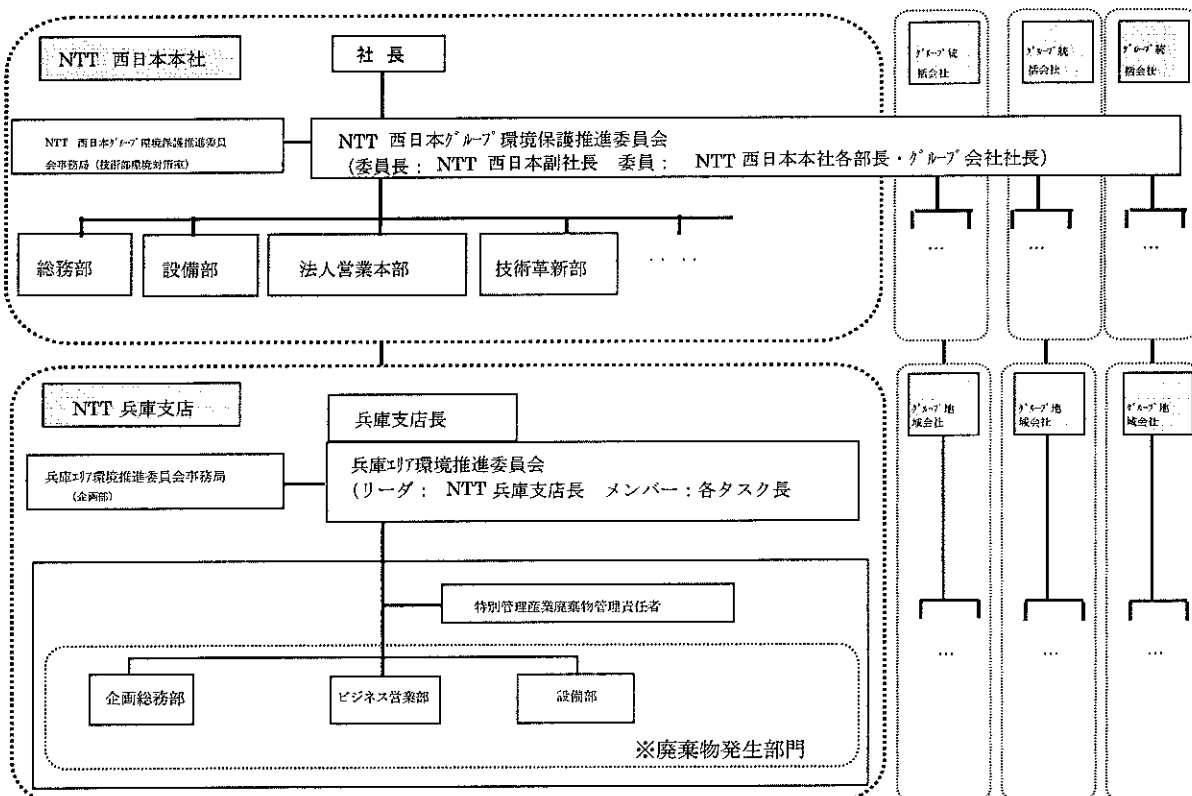 NTT 西日本本社
社 長
NTT 西日本ｸﾞﾙｰﾌﾟ環境保護推進委員
会事務局 (技術部環境対策室)
NTT 西日本ｸﾞﾙｰﾌﾟ環境保護推進委員会
(委員長： NTT 西日本副社長 委員： NTT 西日本本社各部長・ｸﾞﾙｰﾌﾟ会社社長)
総務部
設備部
法人営業本部
技術革新部
‥ ‥
ｸﾞﾙｰﾌﾟ統
括会社
…
ｸﾞﾙｰﾌﾟ統
括会社
…
ｸﾞﾙｰﾌﾟ統
括会社
…
NTT 兵庫支店
兵庫支店長
兵庫ｴﾘｱ環境推進委員会事務局
(企画部)
兵庫ｴﾘｱ環境推進委員会
(リーダ： NTT 兵庫支店長 メンバー：各タスク長
特別管理産業廃棄物管理責任者
企画総務部
ビジネス営業部
設備部
※廃棄物発生部門
ｸﾞﾙｰﾌﾟ地
域会社
…
ｸﾞﾙｰﾌﾟ地
域会社
…
ｸﾞﾙｰﾌﾟ地
域会社
…